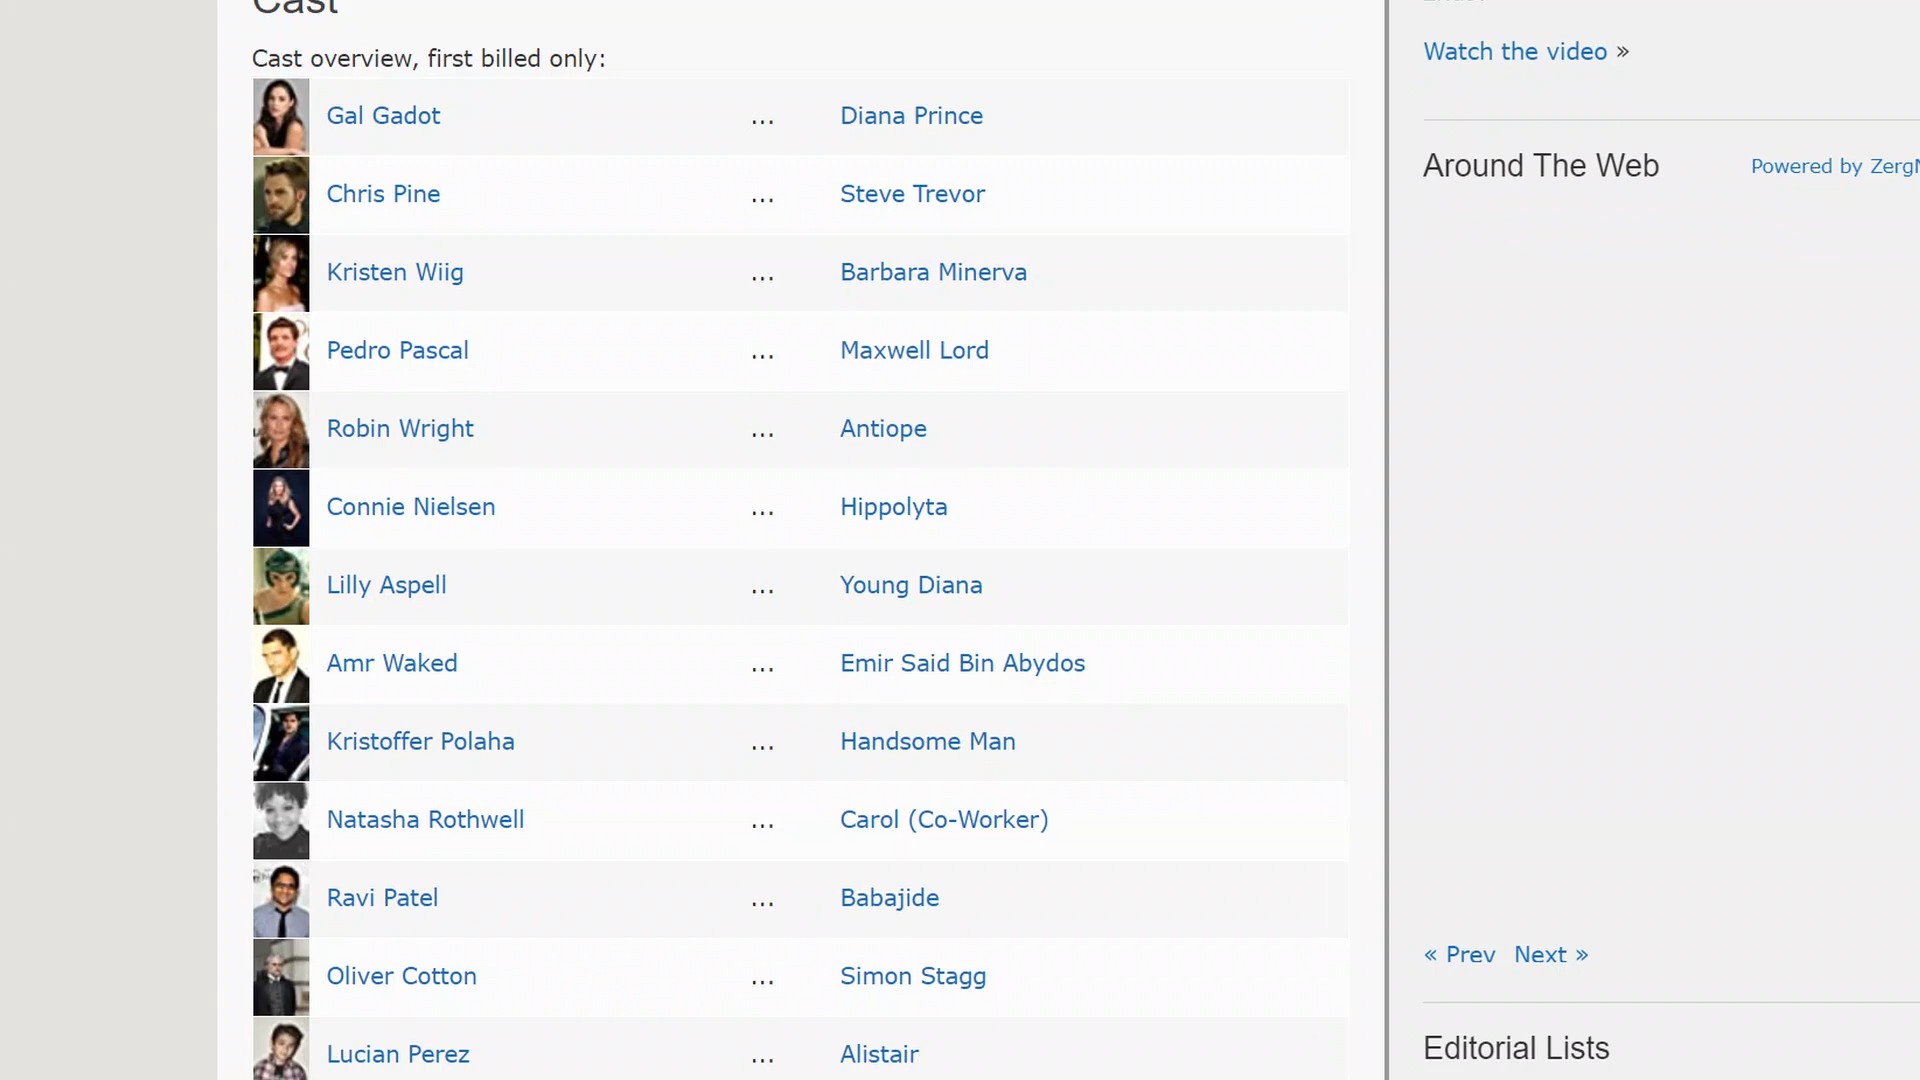 Cast
Cast overview, first billed only:
Gal Gadot ... Diana Prince
Chris Pine ... Steve Trevor
Kristen Wiig ... Barbara Minerva
Pedro Pascal ... Maxwell Lord
Robin Wright ... Antiope
Connie Nielsen ... Hippolyta
Lilly Aspell ... Young Diana
Amr Waked ... Emir Said Bin Abydos
Kristoffer Polaha ... Handsome Man
Natasha Rothwell ... Carol (Co-Worker)
Ravi Patel ... Babajide
Oliver Cotton ... Simon Stagg
Lucian Perez ... Alistair
Watch the video »
Around The Web
Powered by
« Prev Next »
Editorial Lists